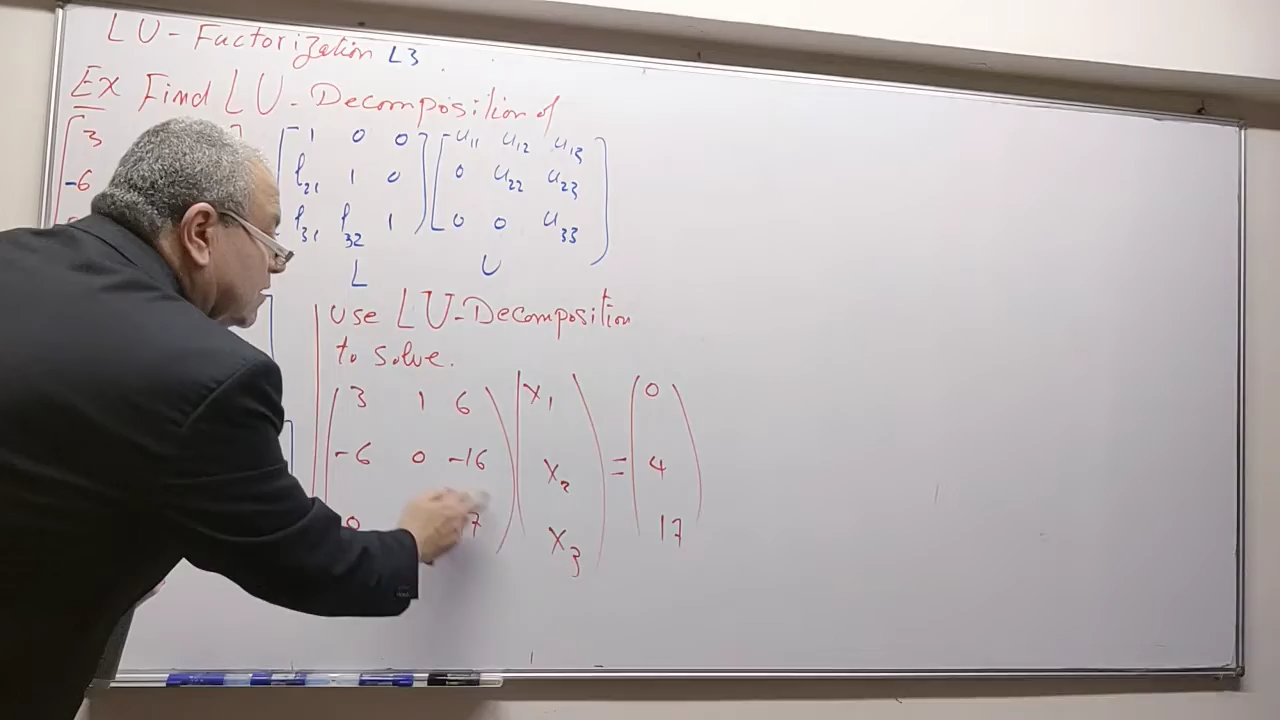 LU-Factorization L3
Ex Find LU-Decomposition of
3 1 0 0 u11 u12 u13
-6 l21 1 0 0 u22 u23
l31 l32 1 0 0 u33
L U
Use LU-Decomposition
to solve.
3 1 6 x1 0
-6 0 -16 x2 = 4
0 7 x3 17